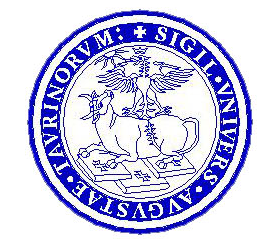 ✠ SIGIL · VNIVERS · AVGVSTAE · TAVRINORVM: